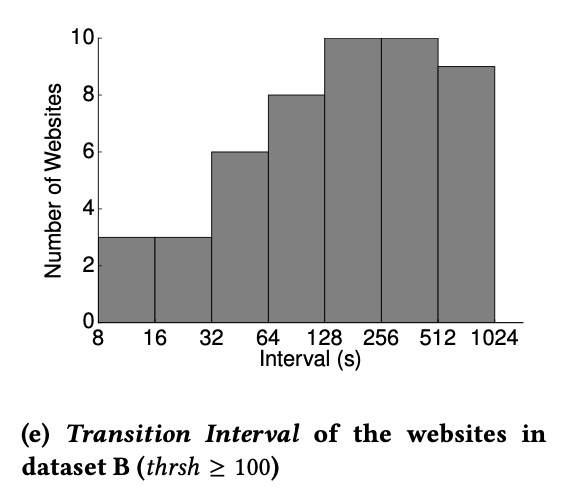 10
8
6
4
2
0
Number of Websites
8 16 32 64 128 256 512 1024
Interval (s)
(e) Transition Interval of the websites in
dataset B (thrsh ≥ 100)